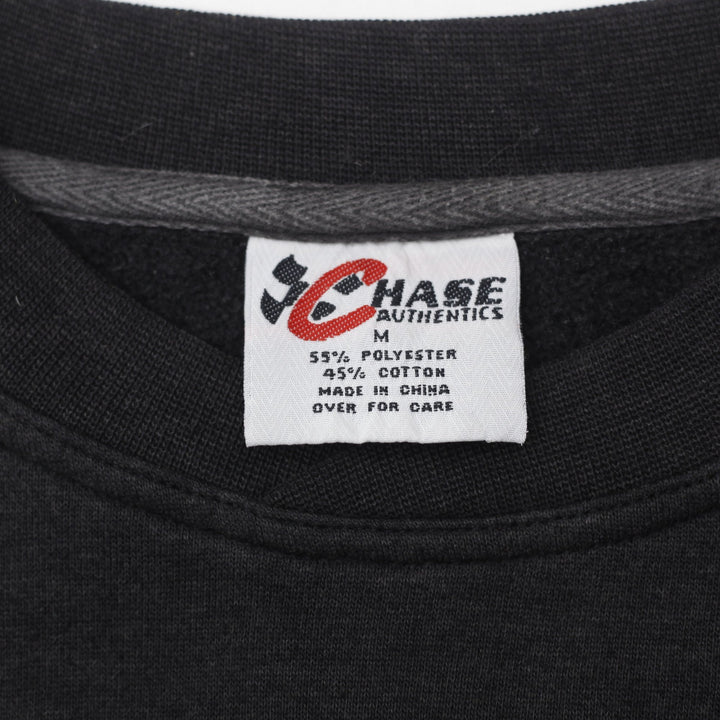 CHASE
AUTHENTICS
M
55% POLYESTER
45% COTTON
MADE IN CHINA
OVER FOR CARE